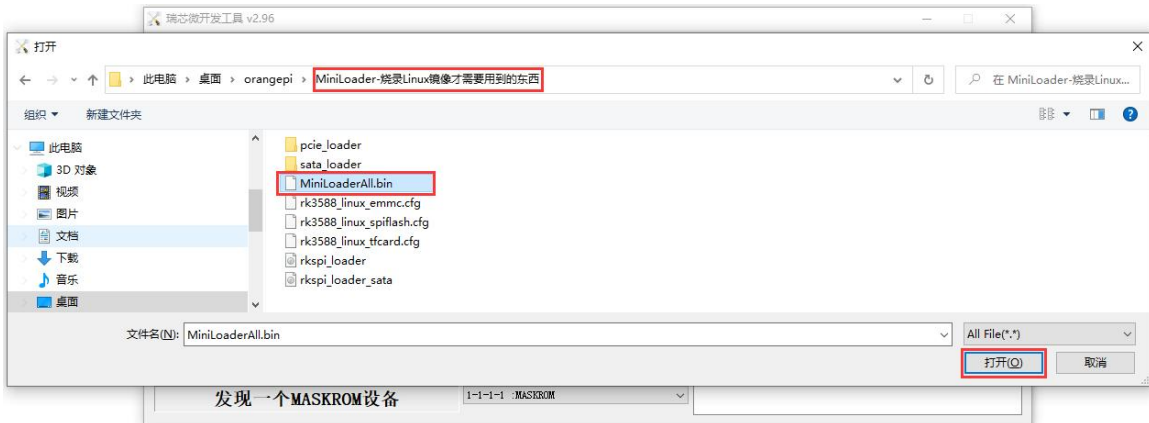 瑞芯微开发工具 v2.96
打开
此电脑 › 桌面 › orangepi › MiniLoader-烧录Linux镜像才需要用到的东西
在 MiniLoader-烧录Linux...
组织 新建文件夹
此电脑
3D 对象
视频
图片
文档
下载
音乐
桌面
pcie_loader
sata_loader
MiniLoaderAll.bin
rk3588_linux_emmc.cfg
rk3588_linux_spiflash.cfg
rk3588_linux_tfcard.cfg
rkspi_loader
rkspi_loader_sata
文件名(N): MiniLoaderAll.bin
All File(*.*)
打开(O) 取消
发现一个MASKROM设备 1-1-1-1 :MASKROM